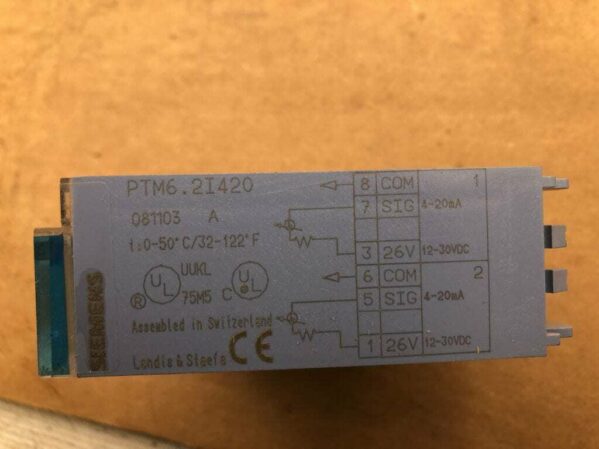 PTM6.2I420
081103 A
t:0-50°C/32-122°F
UL ® UUKL 75M5 C UL
Assembled in Switzerland
Landis & Staefa CE
SIEMENS
8 COM 1
7 SIG 4-20mA
3 26V 12-30VDC
6 COM 2
5 SIG 4-20mA
1 26V 12-30VDC